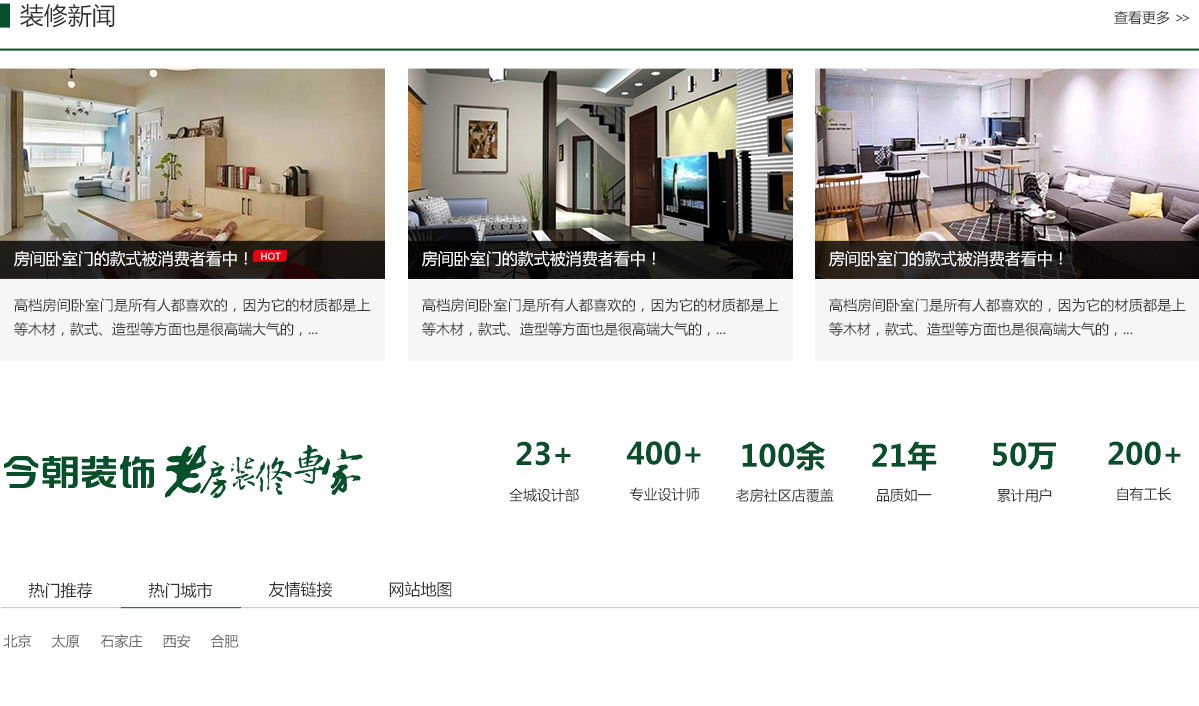 装修新闻
查看更多 >>
房间卧室门的款式被消费者看中！ HOT
高档房间卧室门是所有人都喜欢的，因为它的材质都是上
等木材，款式、造型等方面也是很高端大气的，...
房间卧室门的款式被消费者看中！
高档房间卧室门是所有人都喜欢的，因为它的材质都是上
等木材，款式、造型等方面也是很高端大气的，...
房间卧室门的款式被消费者看中！
高档房间卧室门是所有人都喜欢的，因为它的材质都是上
等木材，款式、造型等方面也是很高端大气的，...
今朝装饰 老房装修專家
23+
全城设计部
400+
专业设计师
100余
老房社区店覆盖
21年
品质如一
50万
累计用户
200+
自有工长
热门推荐 热门城市 友情链接 网站地图
北京 太原 石家庄 西安 合肥